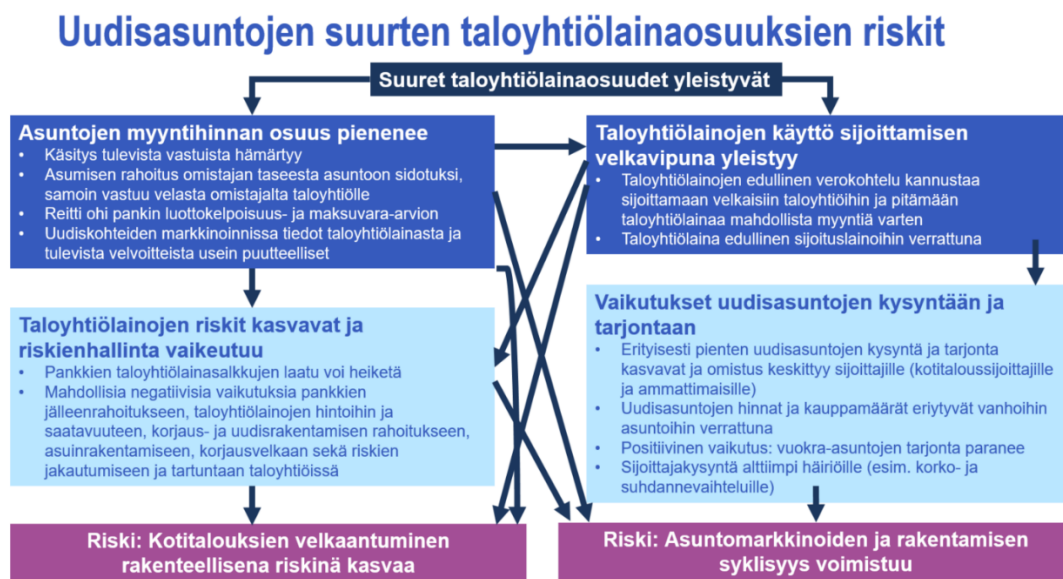 Uudisasuntojen suurten taloyhtiölainaosuuksien riskit
Suuret taloyhtiölainaosuudet yleistyvät
Asuntojen myyntihinnan osuus pienenee
• Käsitys tulevista vastuista hämärtyy
• Asumisen rahoitus omistajan taseesta asuntoon sidotuksi,
samoin vastuu velasta omistajalta taloyhtiölle
• Reitti ohi pankin luottokelpoisuus- ja maksuvara-arvion
• Uudiskohteiden markkinoinnissa tiedot taloyhtiölainasta ja
tulevista velvoitteista usein puutteelliset
Taloyhtiölainojen käyttö sijoittamisen
velkavipuna yleistyy
• Taloyhtiölainojen edullinen verokohtelu kannustaa
sijoittamaan velkaisiin taloyhtiöihin ja pitämään
taloyhtiölainaa mahdollista myyntiä varten
• Taloyhtiölaina edullinen sijoituslainoihin verrattuna
Taloyhtiölainojen riskit kasvavat ja
riskienhallinta vaikeutuu
• Pankkien taloyhtiölainasalkkujen laatu voi heiketä
• Mahdollisia negatiivisia vaikutuksia pankkien
jälleenrahoitukseen, taloyhtiölainojen hintoihin ja
saatavuuteen, korjaus- ja uudisrakentamisen rahoitukseen,
asuinrakentamiseen, korjausvelkaan sekä riskien
jakautumiseen ja tartuntaan taloyhtiöissä
Vaikutukset uudisasuntojen kysyntään ja
tarjontaan
• Erityisesti pienten uudisasuntojen kysyntä ja tarjonta
kasvavat ja omistus keskittyy sijoittajille (kotitaloussijoittajille
ja ammattimaisille)
• Uudisasuntojen hinnat ja kauppamäärät eriytyvät vanhoihin
asuntoihin verrattuna
• Positiivinen vaikutus: vuokra-asuntojen tarjonta paranee
• Sijoittajakysyntä alttiimpi häiriöille (esim. korko- ja
suhdannevaihteluille)
Riski: Kotitalouksien velkaantuminen
rakenteellisena riskinä kasvaa
Riski: Asuntomarkkinoiden ja rakentamisen
syklisyys voimistuu